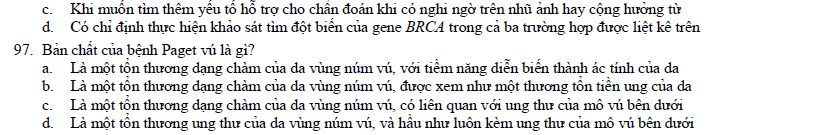 c. Khi muốn tìm thêm yếu tố hỗ trợ cho chẩn đoán khi có nghi ngờ trên nhũ ảnh hay cộng hưởng từ
d. Có chỉ định thực hiện khảo sát tìm đột biến của gene BRCA trong cả ba trường hợp được liệt kê trên
97. Bản chất của bệnh Paget vú là gì?
a. Là một tổn thương dạng chàm của da vùng núm vú, với tiềm năng diễn biến thành ác tính của da
b. Là một tổn thương dạng chàm của da vùng núm vú, được xem như một thương tổn tiền ung của da
c. Là một tổn thương dạng chàm của da vùng núm vú, có liên quan với ung thư của mô vú bên dưới
d. Là một tổn thương ung thư của da vùng núm vú, và hầu như luôn kèm ung thư của mô vú bên dưới